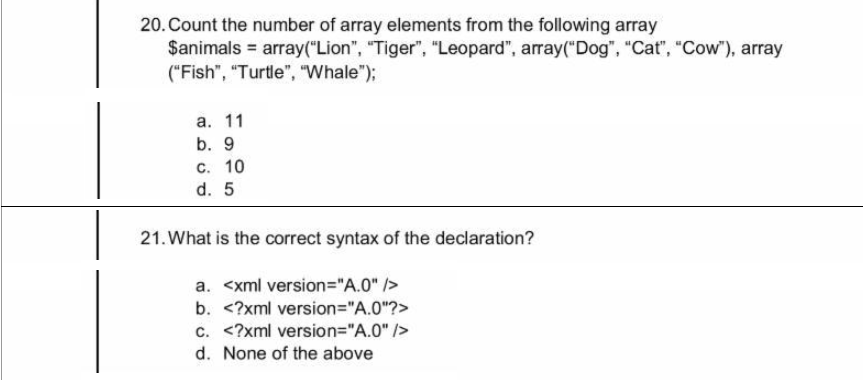 20. Count the number of array elements from the following array
$animals = array(“Lion”, “Tiger”, “Leopard”, array(“Dog”, “Cat”, “Cow”), array
(“Fish”, “Turtle”, “Whale”);
a. 11
b. 9
c. 10
d. 5
21. What is the correct syntax of the declaration?
a. <xml version="A.0" />
b. <?xml version="A.0"?>
c. <?xml version="A.0" />
d. None of the above